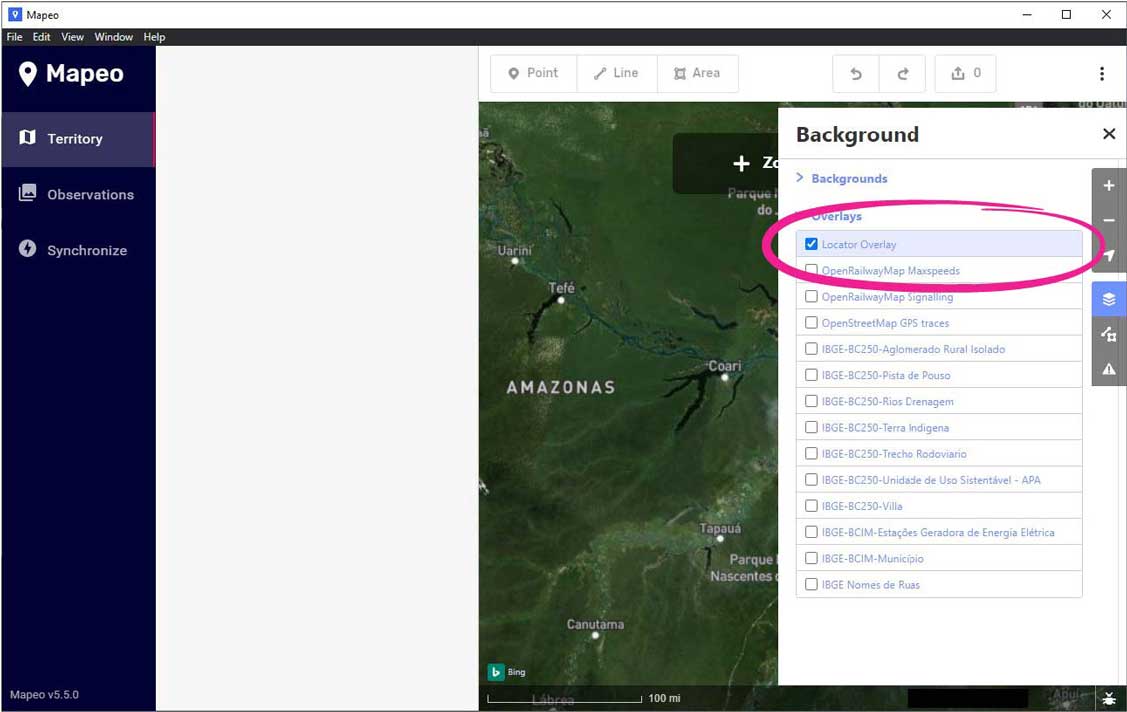 Mapeo
File Edit View Window Help
Mapeo
Territory
Observations
Synchronize
Mapeo v5.5.0
Point Line Area 0
Uarini
Tefé
Coari
AMAZONAS
Tapauá
Parque
Nascentes
Canutama
Lábrea
Parque
do
Bing
100 mi
Background
Backgrounds
Overlays
Locator Overlay
OpenRailwayMap Maxspeeds
OpenRailwayMap Signalling
OpenStreetMap GPS traces
IBGE-BC250-Aglomerado Rural Isolado
IBGE-BC250-Pista de Pouso
IBGE-BC250-Rios Drenagem
IBGE-BC250-Terra Indigena
IBGE-BC250-Trecho Rodoviario
IBGE-BC250-Unidade de Uso Sistentável - APA
IBGE-BC250-Villa
IBGE-BCIM-Estações Geradora de Energia Elétrica
IBGE-BCIM-Município
IBGE Nomes de Ruas